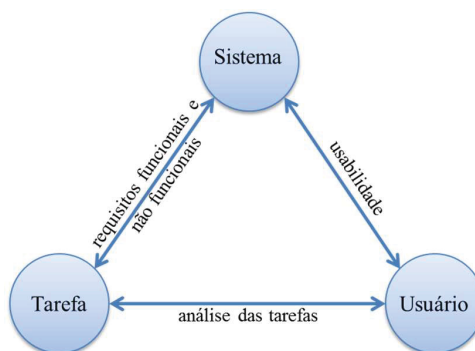 Sistema
requisitos funcionais e
não funcionais
usabilidade
Tarefa
análise das tarefas
Usuário